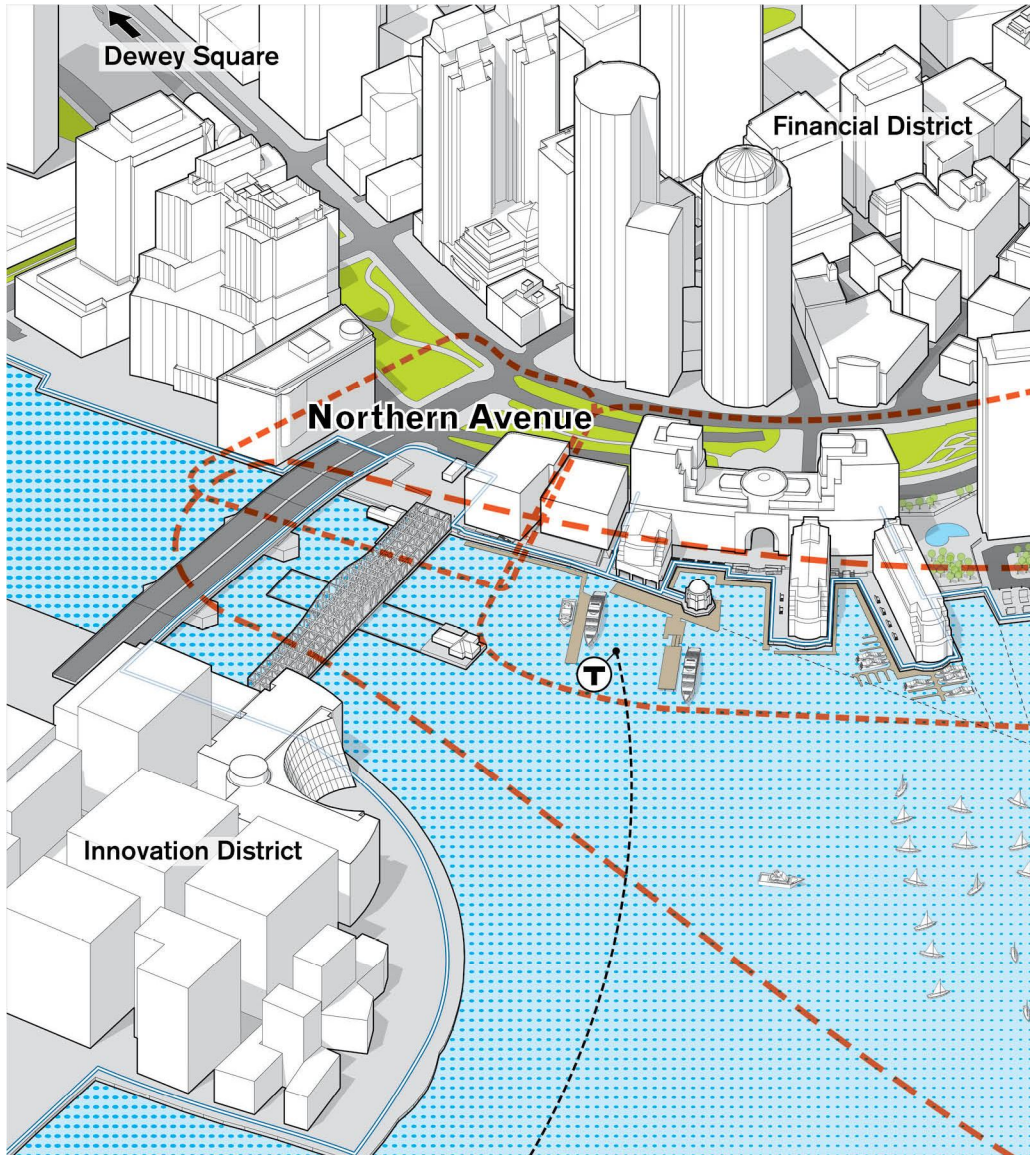 Dewey Square
Financial District
Northern Avenue
T
Innovation District